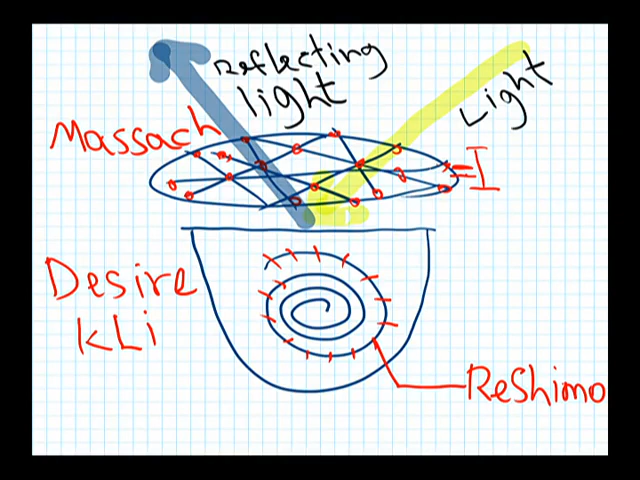 Reflecting
light
Light
Massach
= I
Desire
kLi
ReShimo